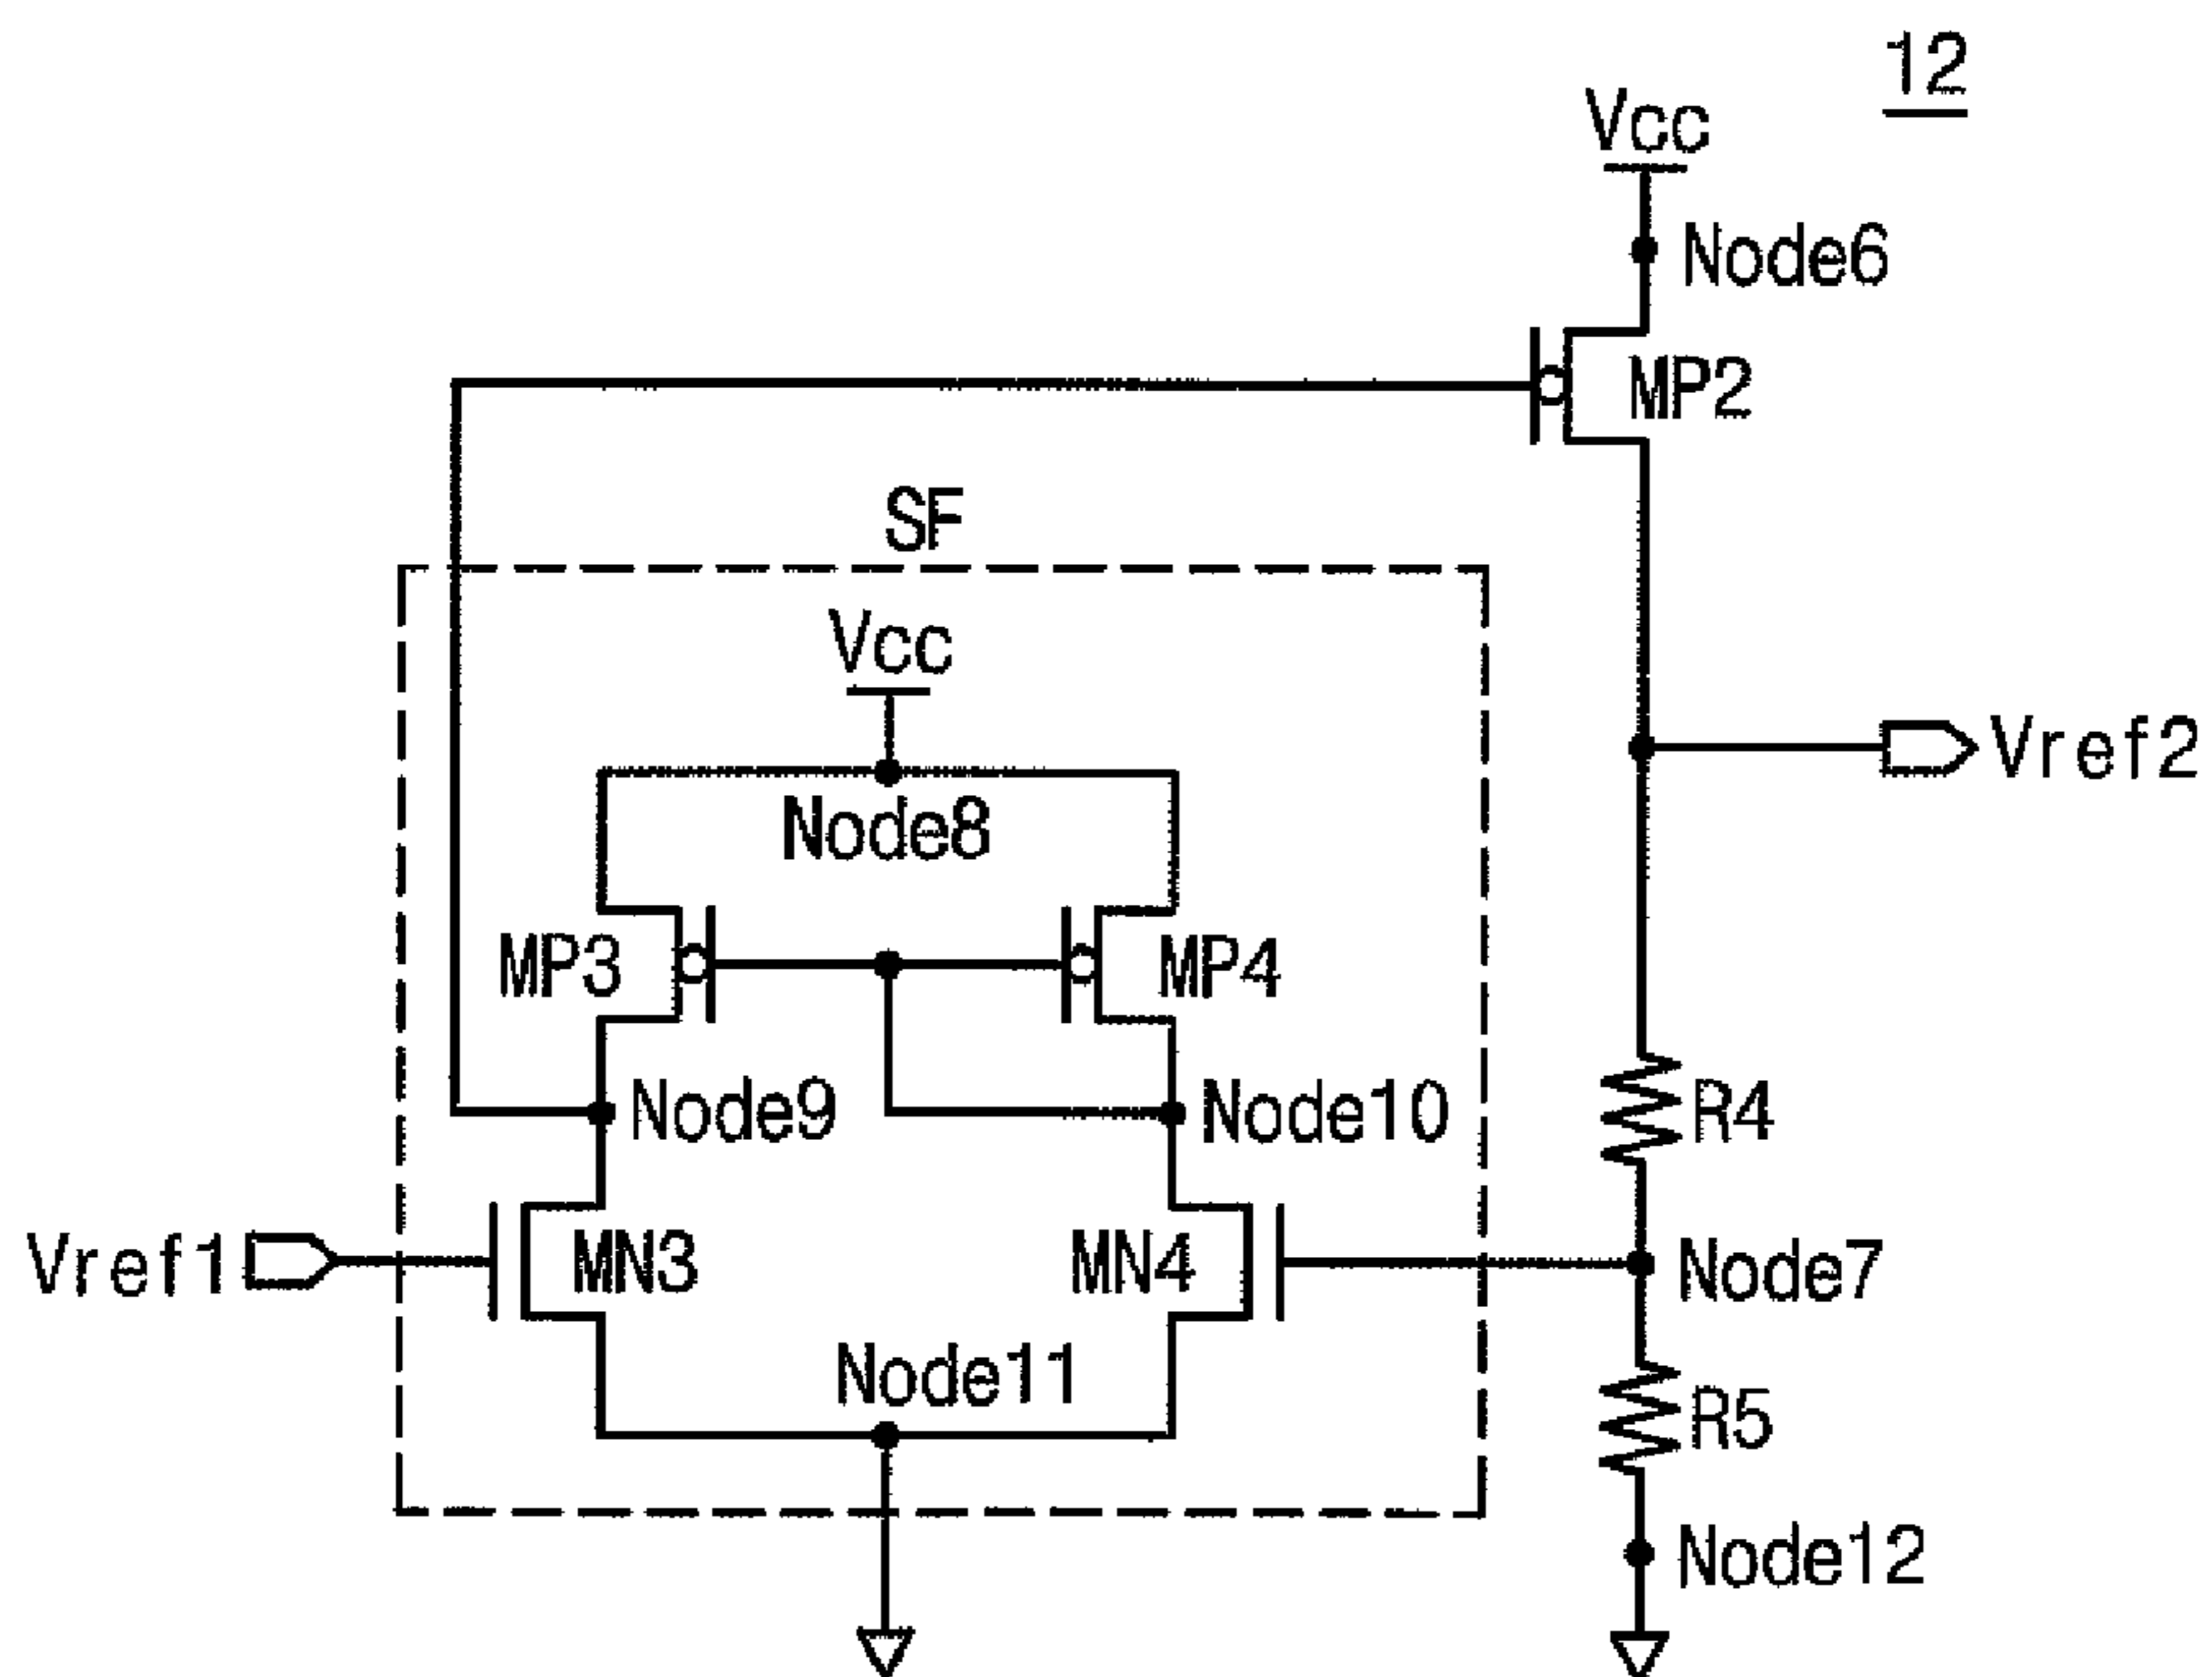 12
Vcc
Node6
MP2
SF
Vcc
Vref2
Node8
MP3
MP4
Node9
Node10
R4
Vref1
MN3
MN4
Node7
Node11
R5
Node12